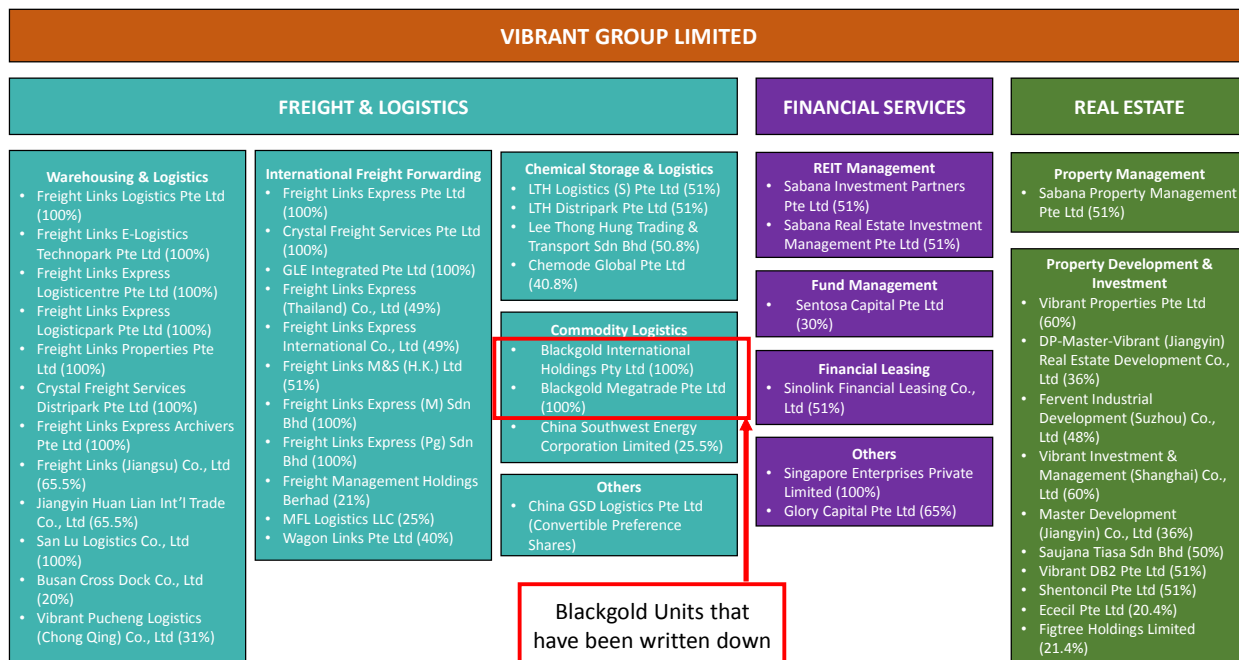 VIBRANT GROUP LIMITED
FREIGHT & LOGISTICS
Warehousing & Logistics
• Freight Links Logistics Pte Ltd
(100%)
• Freight Links E-Logistics
Technopark Pte Ltd (100%)
• Freight Links Express
Logisticentre Pte Ltd (100%)
• Freight Links Express
Logisticpark Pte Ltd (100%)
• Freight Links Properties Pte
Ltd (100%)
• Crystal Freight Services
Distripark Pte Ltd (100%)
• Freight Links Express Archivers
Pte Ltd (100%)
• Freight Links (Jiangsu) Co., Ltd
(65.5%)
• Jiangyin Huan Lian Int’l Trade
Co., Ltd (65.5%)
• San Lu Logistics Co., Ltd
(100%)
• Busan Cross Dock Co., Ltd
(20%)
• Vibrant Pucheng Logistics
(Chong Qing) Co., Ltd (31%)
International Freight Forwarding
• Freight Links Express Pte Ltd
(100%)
• Crystal Freight Services Pte Ltd
(100%)
• GLE Integrated Pte Ltd (100%)
• Freight Links Express
(Thailand) Co., Ltd (49%)
• Freight Links Express
International Co., Ltd (49%)
• Freight Links M&S (H.K.) Ltd
(51%)
• Freight Links Express (M) Sdn
Bhd (100%)
• Freight Links Express (Pg) Sdn
Bhd (100%)
• Freight Management Holdings
Berhad (21%)
• MFL Logistics LLC (25%)
• Wagon Links Pte Ltd (40%)
Chemical Storage & Logistics
• LTH Logistics (S) Pte Ltd (51%)
• LTH Distripark Pte Ltd (51%)
• Lee Thong Hung Trading &
Transport Sdn Bhd (50.8%)
• Chemode Global Pte Ltd
(40.8%)
Commodity Logistics
• Blackgold International
Holdings Pty Ltd (100%)
• Blackgold Megatrade Pte Ltd
(100%)
• China Southwest Energy
Corporation Limited (25.5%)
Others
• China GSD Logistics Pte Ltd
(Convertible Preference
Shares)
Blackgold Units that
have been written down
FINANCIAL SERVICES
REIT Management
• Sabana Investment Partners
Pte Ltd (51%)
• Sabana Real Estate Investment
Management Pte Ltd (51%)
Fund Management
• Sentosa Capital Pte Ltd
(30%)
Financial Leasing
• Sinolink Financial Leasing Co.,
Ltd (51%)
Others
• Singapore Enterprises Private
Limited (100%)
• Glory Capital Pte Ltd (65%)
REAL ESTATE
Property Management
• Sabana Property Management
Pte Ltd (51%)
Property Development &
Investment
• Vibrant Properties Pte Ltd
(60%)
• DP-Master-Vibrant (Jiangyin)
Real Estate Development Co.,
Ltd (36%)
• Fervent Industrial
Development (Suzhou) Co.,
Ltd (48%)
• Vibrant Investment &
Management (Shanghai) Co.,
Ltd (60%)
• Master Development
(Jiangyin) Co., Ltd (36%)
• Saujana Tiasa Sdn Bhd (50%)
• Vibrant DB2 Pte Ltd (51%)
• Shentoncil Pte Ltd (51%)
• Ececil Pte Ltd (20.4%)
• Figtree Holdings Limited
(21.4%)